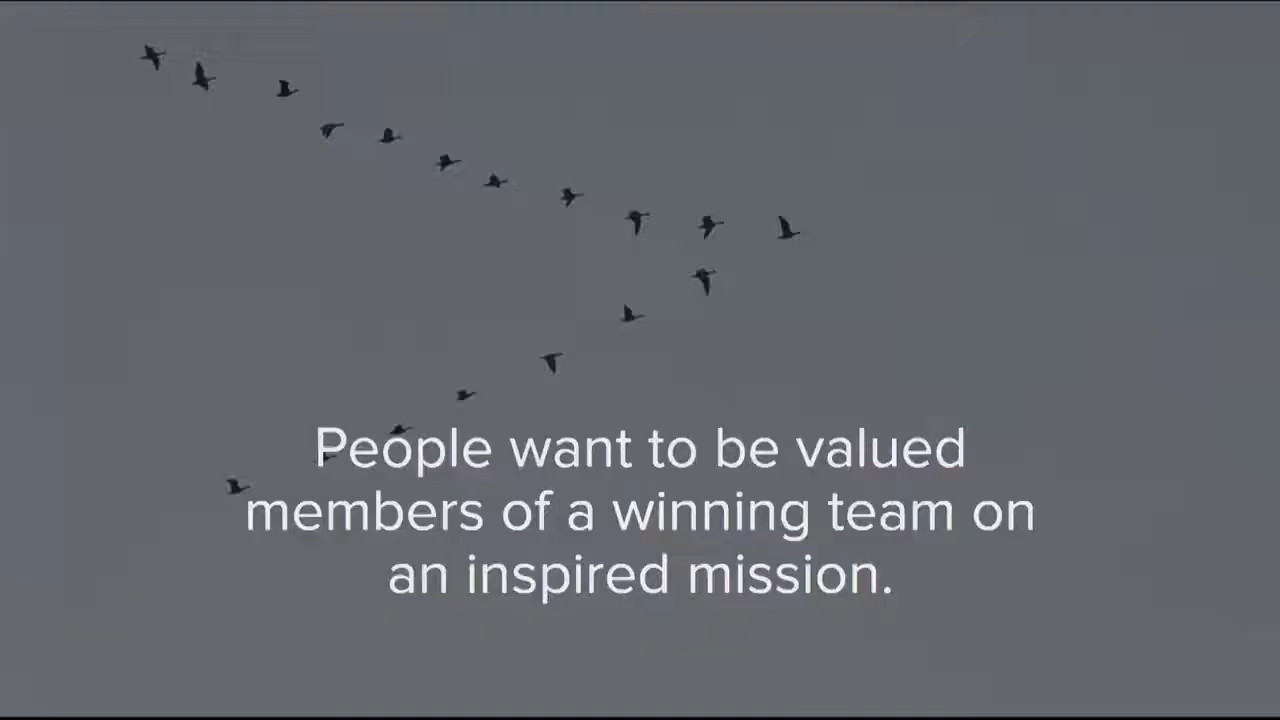 People want to be valued
members of a winning team on
an inspired mission.